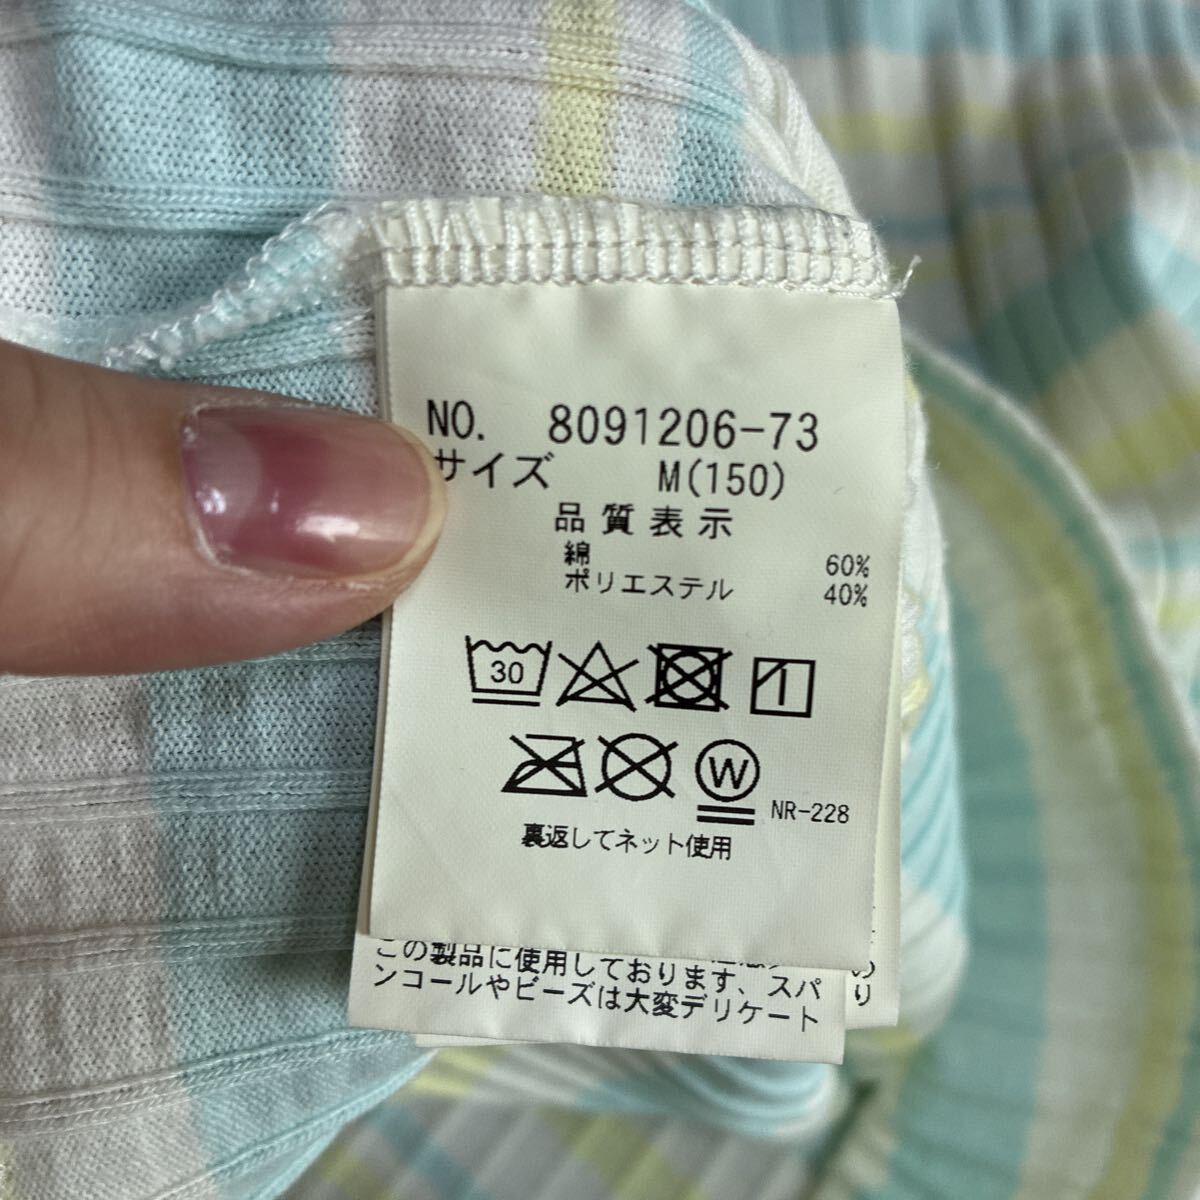 NO. 8091206-73
サイズ M(150)
品質表示
綿 60%
ポリエステル 40%
30
W
NR-228
裏返してネット使用
この製品に使用しております、スパ
ンコールやビーズは大変デリケート
の
り